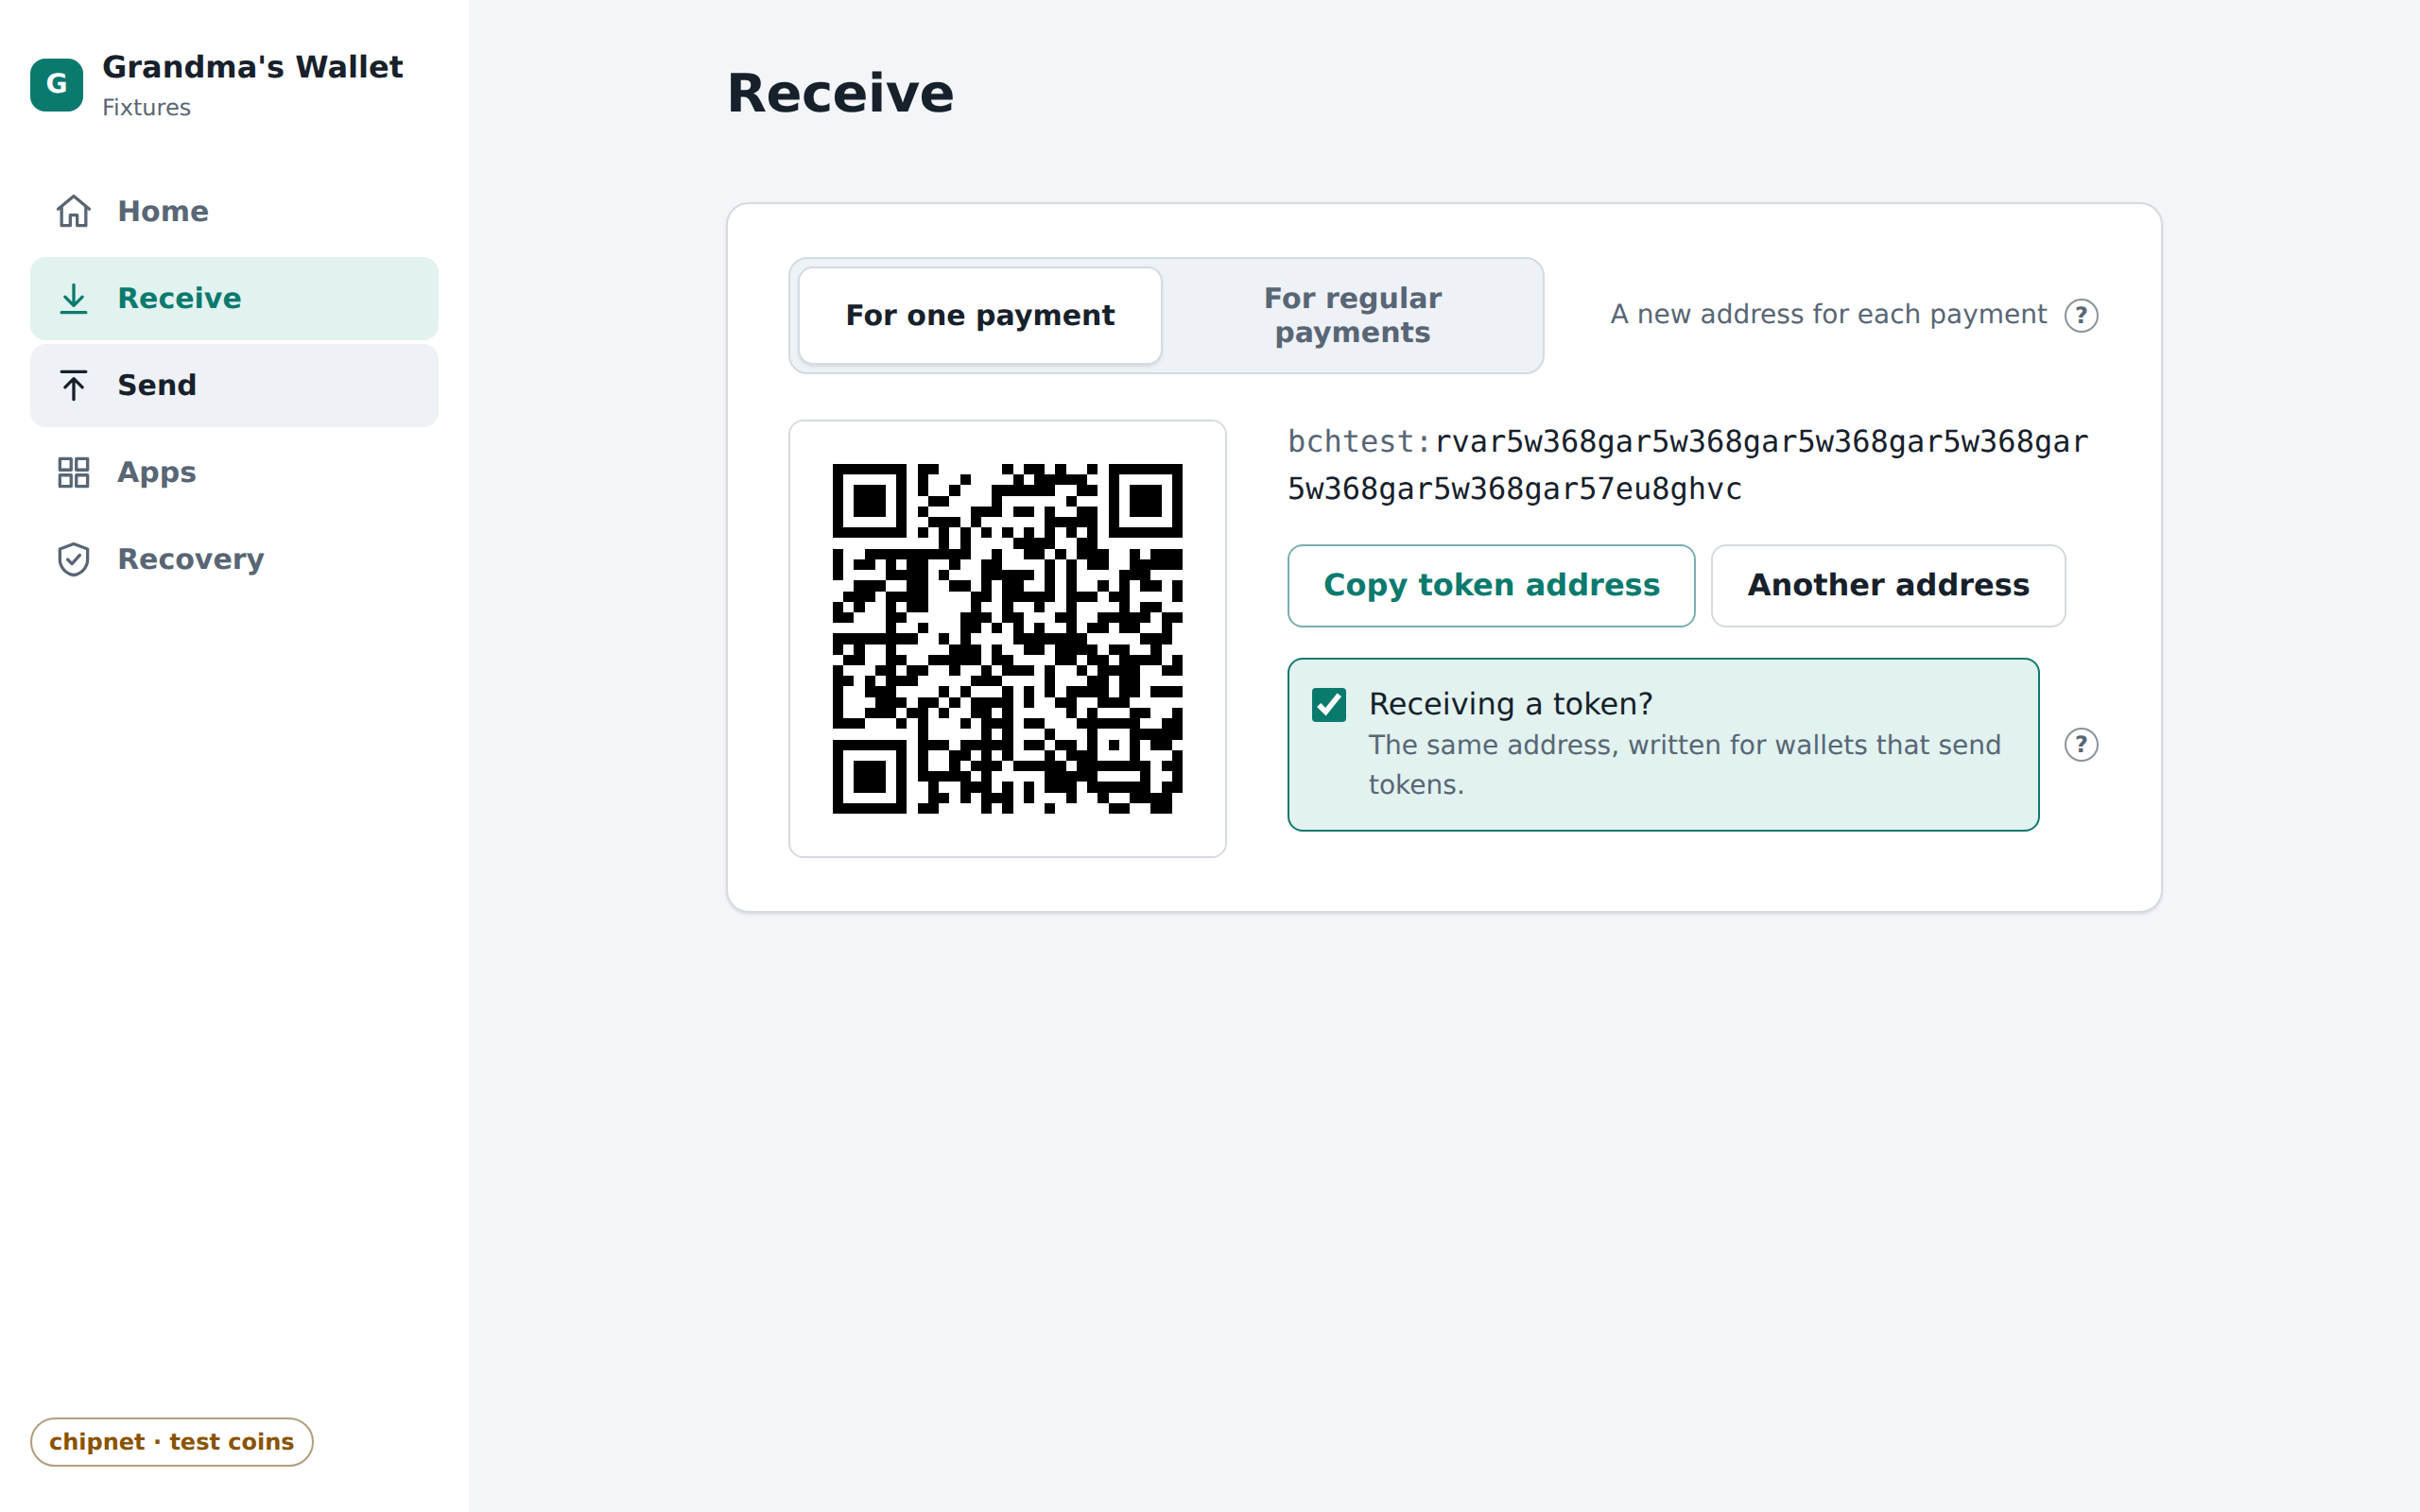 G
Grandma's Wallet
Fixtures
Home
Receive
Send
Apps
Recovery
chipnet · test coins
Receive
For one payment
For regular
payments
A new address for each payment ?
bchtest:rvar5w368gar5w368gar5w368gar5w368gar
5w368gar5w368gar57eu8ghvc
Copy token address
Another address
Receiving a token?
The same address, written for wallets that send
tokens.
?